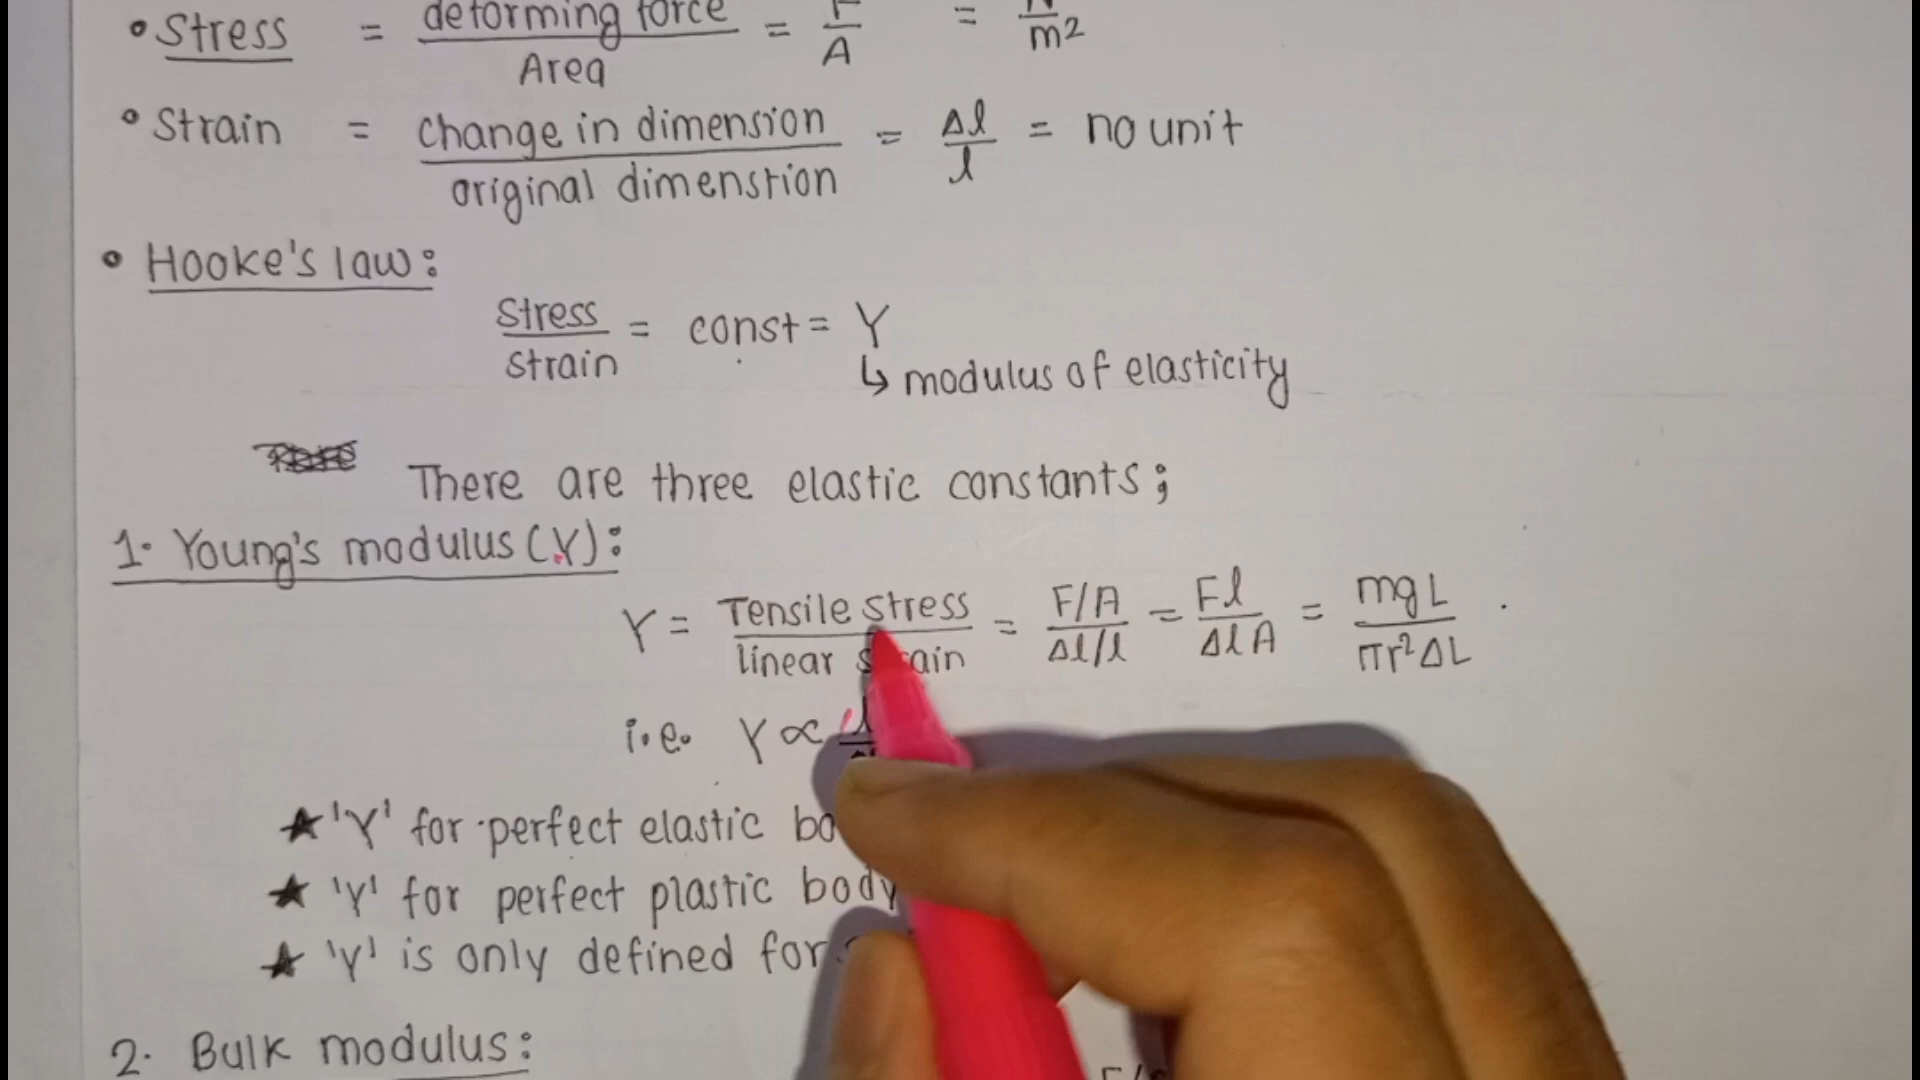 • Stress = deforming force / Area = F/A = N/m²
• Strain = change in dimension / original dimenstion = Δl/l = no unit
• Hooke's law:
Stress / Strain = const = Y
↳ modulus of elasticity
There are three elastic constants;
1. Young's modulus (Y):
Y = Tensile stress / linear strain = F/A / Δl/l = Fl / ΔlA = mgL / πr²ΔL
i.e. Y ∝
★ 'Y' for perfect elastic
★ 'Y' for perfect plastic body
★ 'Y' is only defined for
2. Bulk modulus: